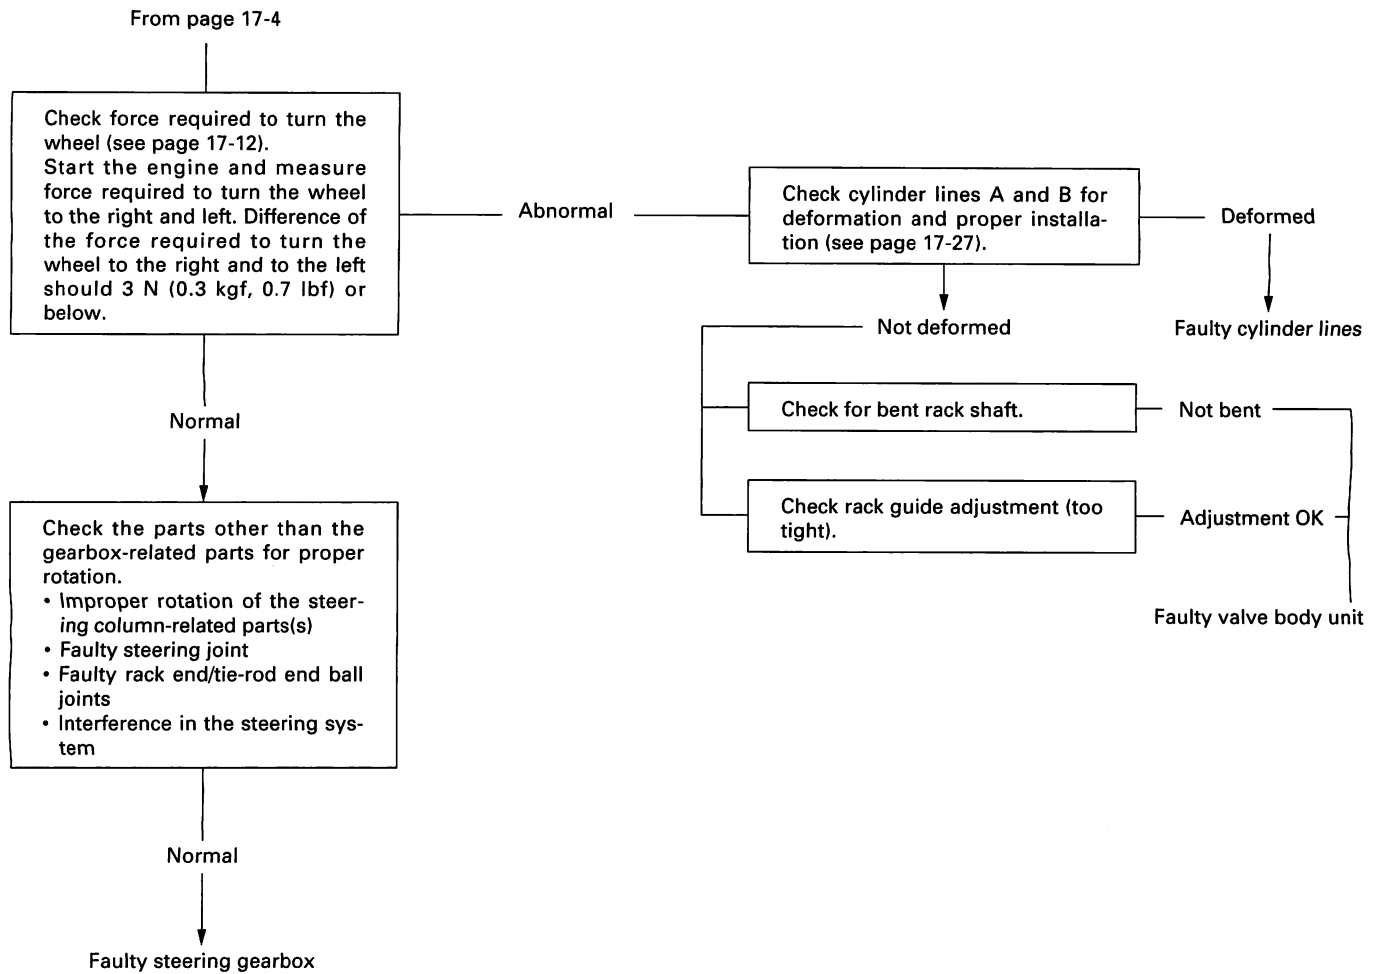 From page 17-4
Check force required to turn the
wheel (see page 17-12).
Start the engine and measure
force required to turn the wheel
to the right and left. Difference of
the force required to turn the
wheel to the right and to the left
should 3 N (0.3 kgf, 0.7 lbf) or
below.
Abnormal
Check cylinder lines A and B for
deformation and proper installa-
tion (see page 17-27).
Deformed
Not deformed
Faulty cylinder lines
Check for bent rack shaft.
Not bent
Normal
Check rack guide adjustment (too
tight).
Adjustment OK
Faulty valve body unit
Check the parts other than the
gearbox-related parts for proper
rotation.
• Improper rotation of the steer-
ing column-related parts(s)
• Faulty steering joint
• Faulty rack end/tie-rod end ball
joints
• Interference in the steering sys-
tem
Normal
Faulty steering gearbox